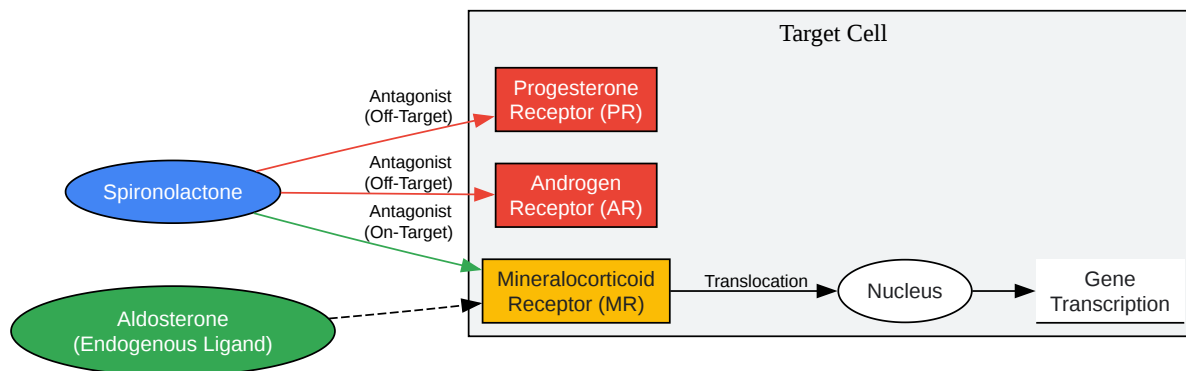 Target Cell
Progesterone
Receptor (PR)
Antagonist
(Off-Target)
Spironolactone
Antagonist
(Off-Target)
Androgen
Receptor (AR)
Antagonist
(On-Target)
Mineralocorticoid
Receptor (MR)
Translocation
Nucleus
Gene
Transcription
Aldosterone
(Endogenous Ligand)